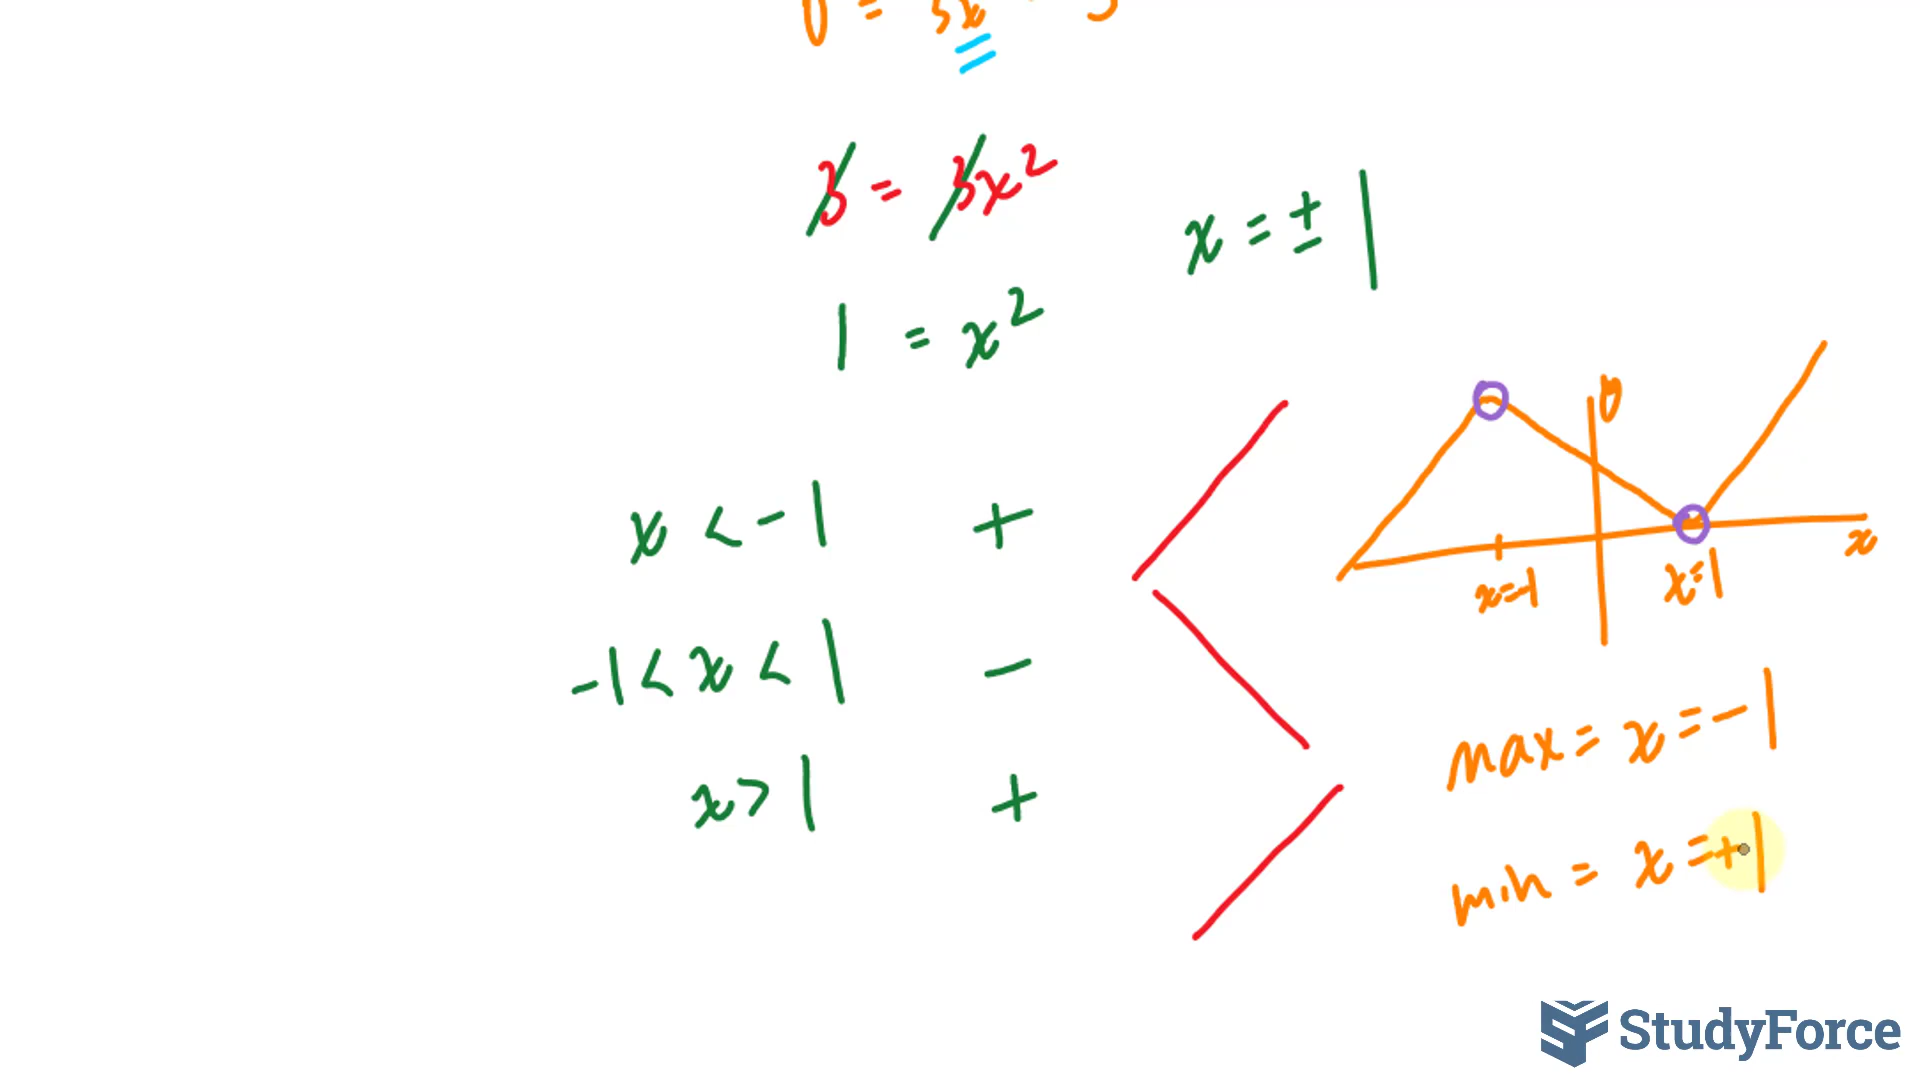 3 = 3x²
x = ± 1
1 = x²
y
x < -1 +
x
x=-1
x=1
-1 < x < 1 -
max = x = -1
x > 1 +
min = x = +1
StudyForce